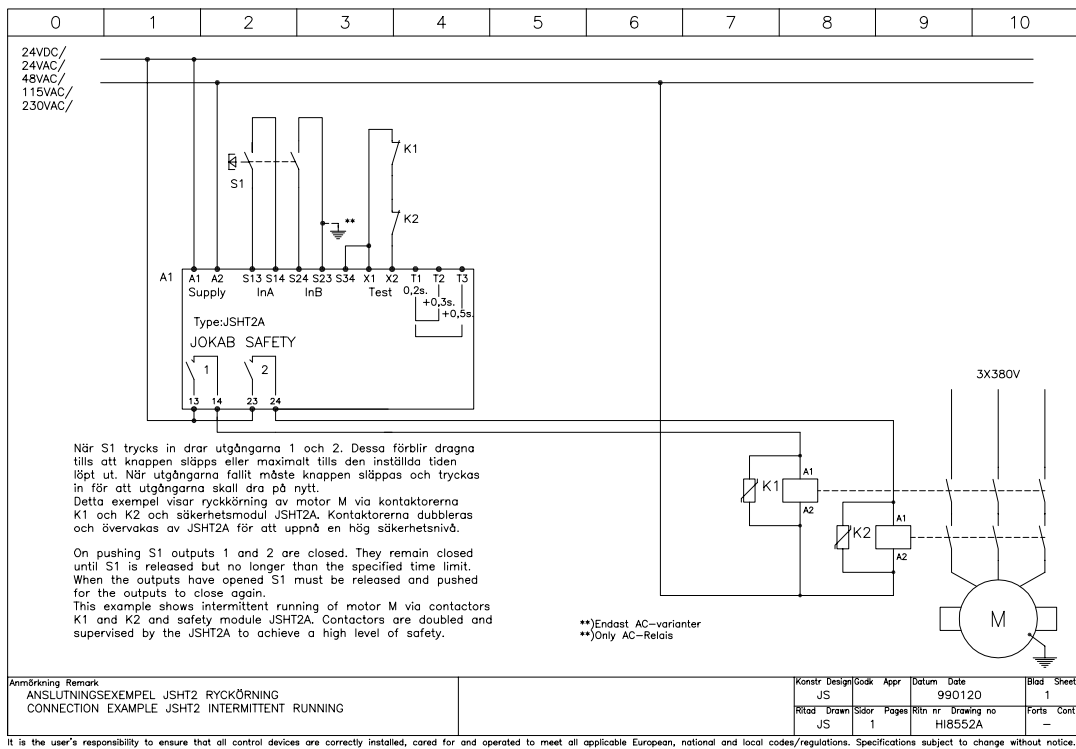 0 1 2 3 4 5 6 7 8 9 10
24VDC/
24VAC/
48VAC/
115VAC/
230VAC/
S1
K1
**
K2
A1
A1 A2 S13 S14 S24 S23 S34 X1 X2 T1 T2 T3
Supply InA InB Test 0,2s.
+0,3s.
+0,5s.
Type:JSHT2A
JOKAB SAFETY
1 2
13 14 23 24
3X380V
När S1 trycks in drar utgångarna 1 och 2. Dessa förblir dragna
tills att knappen släpps eller maximalt tills den inställda tiden
löpt ut. När utgångarna fallit måste knappen släppas och tryckas
in för att utgångarna skall dra på nytt.
Detta exempel visar ryckkörning av motor M via kontaktorerna
K1 och K2 och säkerhetsmodul JSHT2A. Kontaktorerna dubbleras
och övervakas av JSHT2A för att uppnå en hög säkerhetsnivå.
On pushing S1 outputs 1 and 2 are closed. They remain closed
until S1 is released but no longer than the specified time limit.
When the outputs have opened S1 must be released and pushed
for the outputs to close again.
This example shows intermittent running of motor M via contactors
K1 and K2 and safety module JSHT2A. Contactors are doubled and
supervised by the JSHT2A to achieve a high level of safety.
A1
K1
A2
A1
K2
A2
M
**)Endast AC-varianter
**)Only AC-Relais
Anmörkning Remark
ANSLUTNINGSEXEMPEL JSHT2 RYCKÖRNING
CONNECTION EXAMPLE JSHT2 INTERMITTENT RUNNING
Konstr Design Godk Appr Datum Date Blad Sheet
JS 990120 1
Ritad Drawn Sidor Pages Ritn nr Drawing no Forts Cont
JS 1 HI8552A -
It is the user's responsibility to ensure that all control devices are correctly installed, cared for and operated to meet all applicable European, national and local codes/regulations. Specifications subject to change without notice.